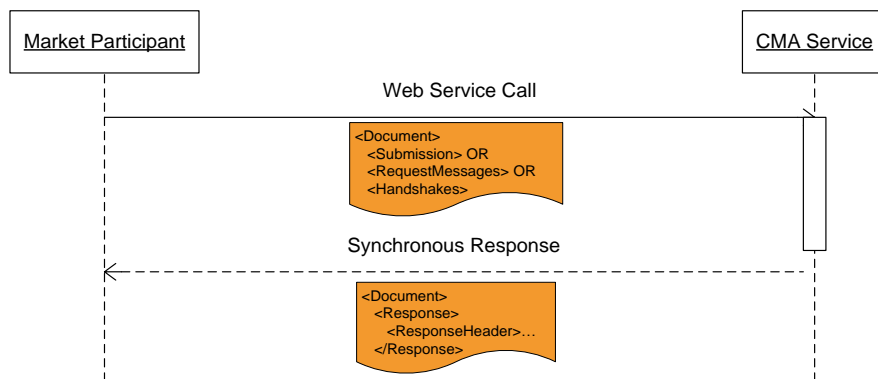 Market Participant
CMA Service
Web Service Call
<Document>
<Submission> OR
<RequestMessages> OR
<Handshakes>
Synchronous Response
<Document>
<Response>
<ResponseHeader>…
</Response>